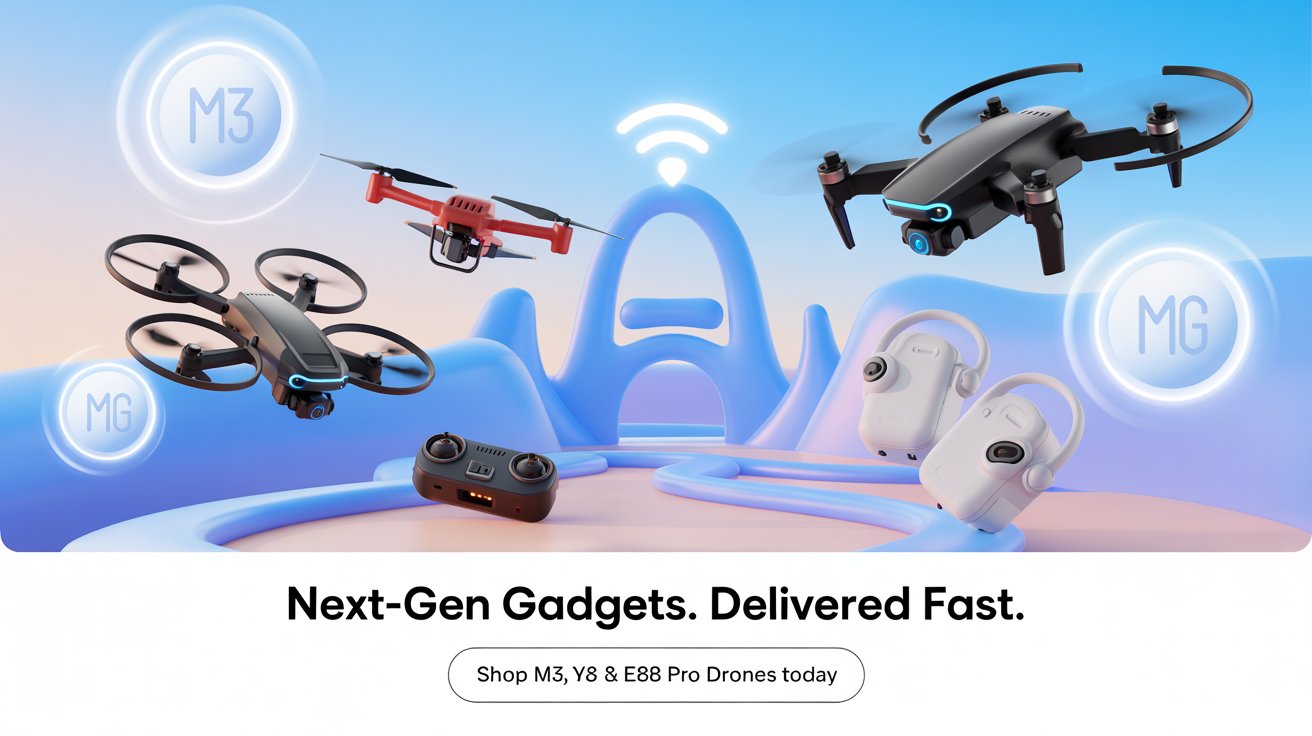 M3
MG
MG
Next-Gen Gadgets. Delivered Fast.
Shop M3, Y8 & E88 Pro Drones today